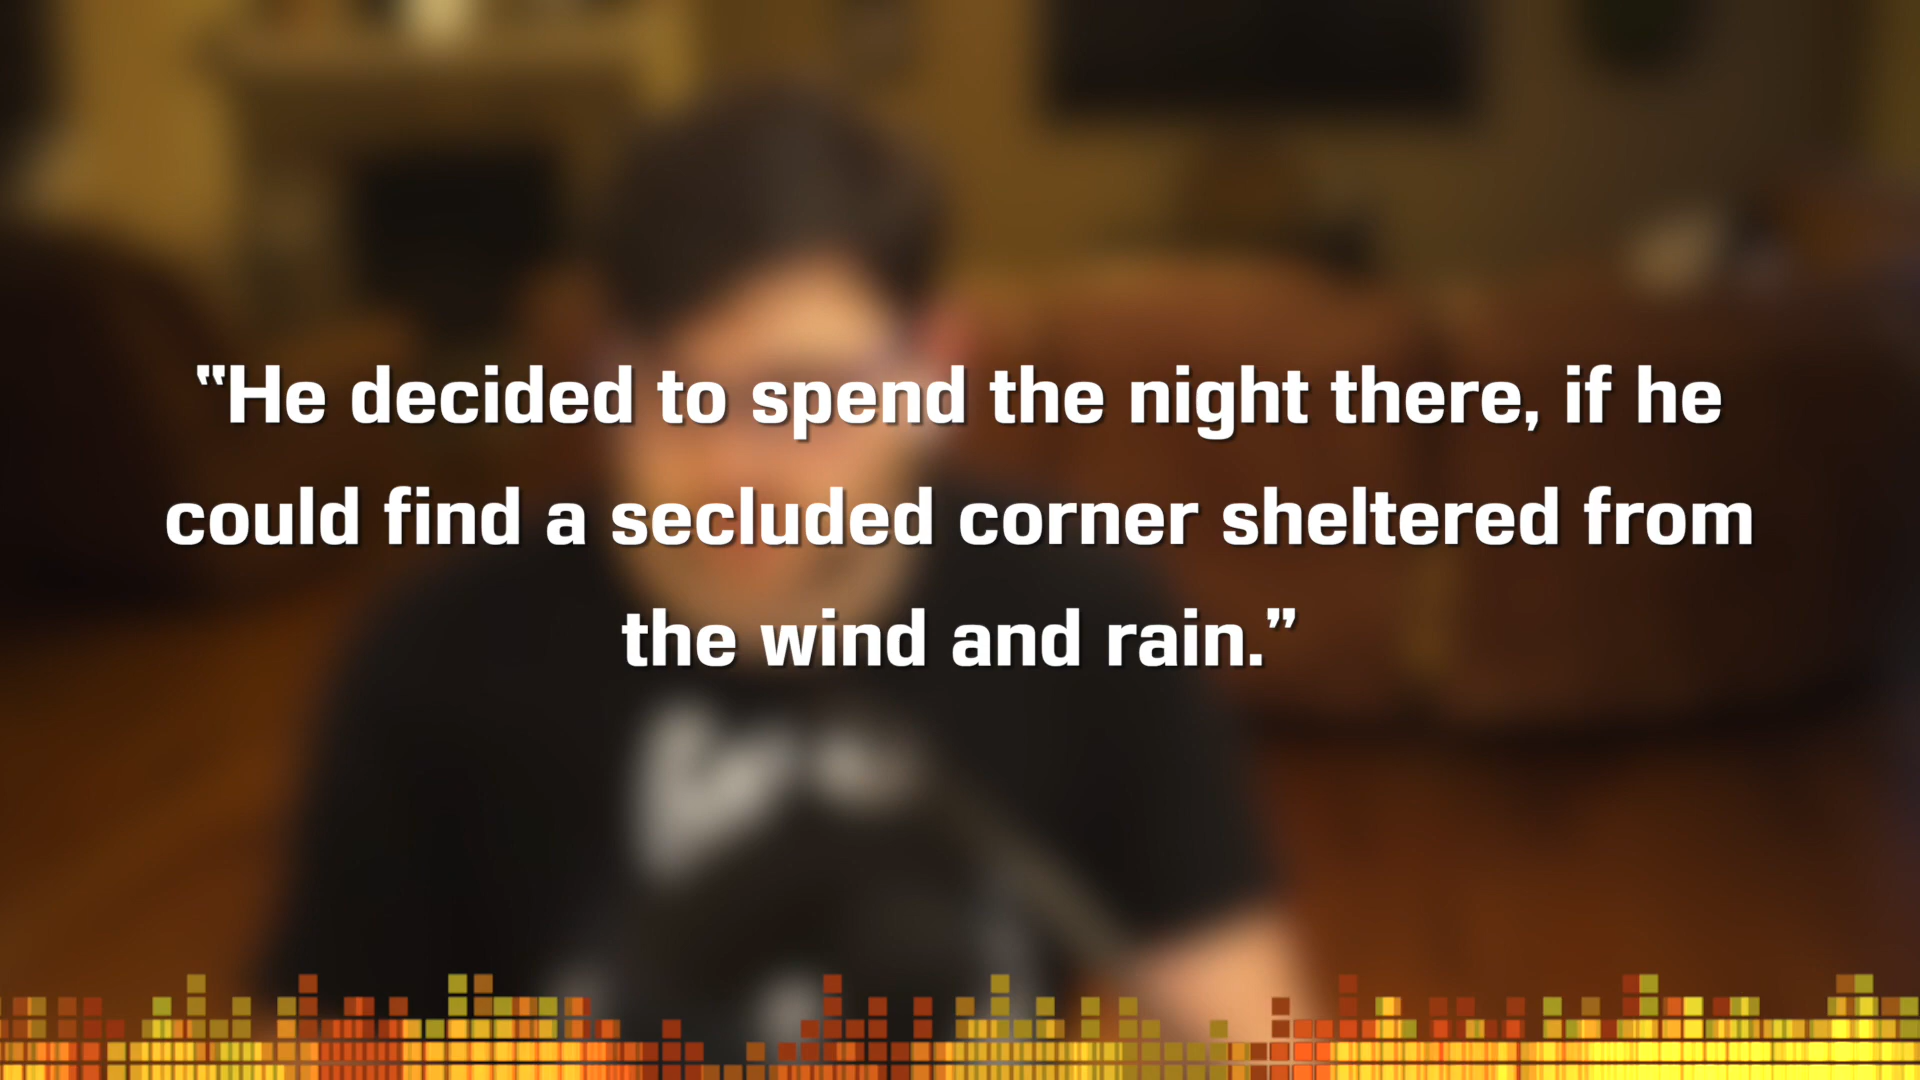 “He decided to spend the night there, if he
could find a secluded corner sheltered from
the wind and rain.”